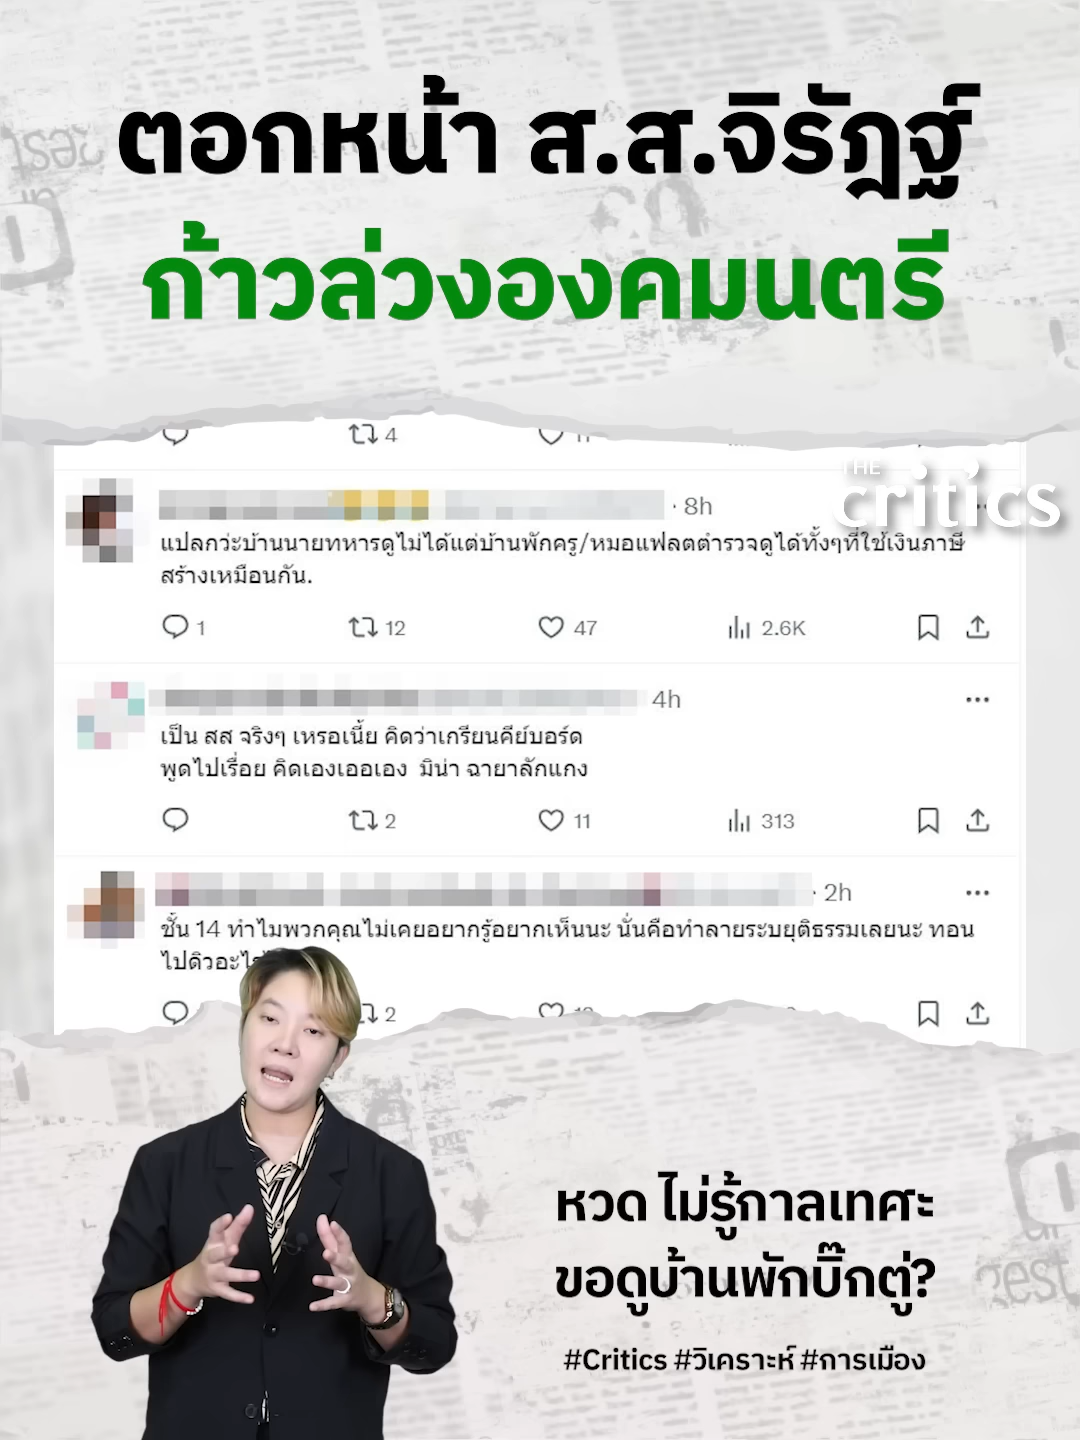 ตอกหน้า ส.ส.จิรัฏฐ์
ก้าวล่วงองคมนตรี
4
11
THE
critics
· 8h
แปลกว่ะบ้านนายทหารดูไม่ได้แต่บ้านพักครู/หมอแฟลตตำรวจดูได้ทั้งๆที่ใช้เงินภาษี
สร้างเหมือนกัน.
1 12 47 2.6K
4h
เป็น สส จริงๆ เหรอเนี้ย คิดว่าเกรียนคีย์บอร์ด
พูดไปเรื่อย คิดเองเออเอง มิน่า ฉายาลักแกง
2 11 313
· 2h
ชั้น 14 ทำไมพวกคุณไม่เคยอยากรู้อยากเห็นนะ นั่นคือทำลายระบบยุติธรรมเลยนะ ทอน
ไปดิวอะไร
2
หวด ไม่รู้กาลเทศะ
ขอดูบ้านพักบิ๊กตู่?
#Critics #วิเคราะห์ #การเมือง